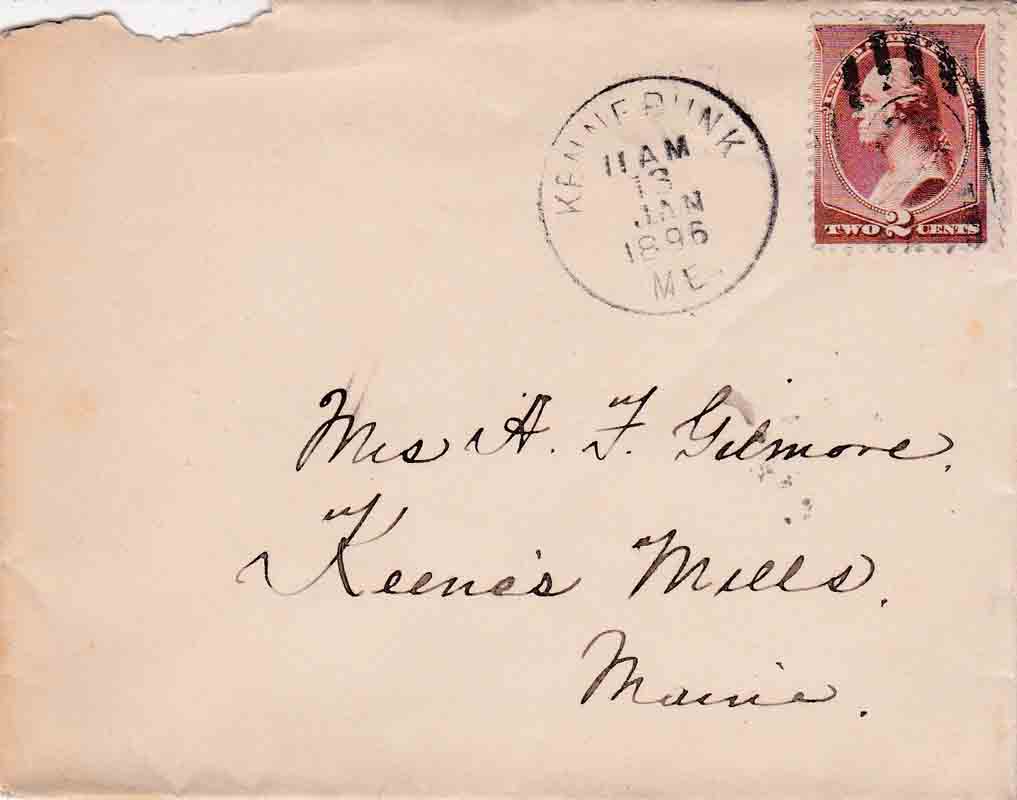 KENNEBUNK
11 AM
13
JAN
1896
ME.
2
TWO CENTS
Mrs A. F. Gilmore.
Keene's Mills.
Maine.